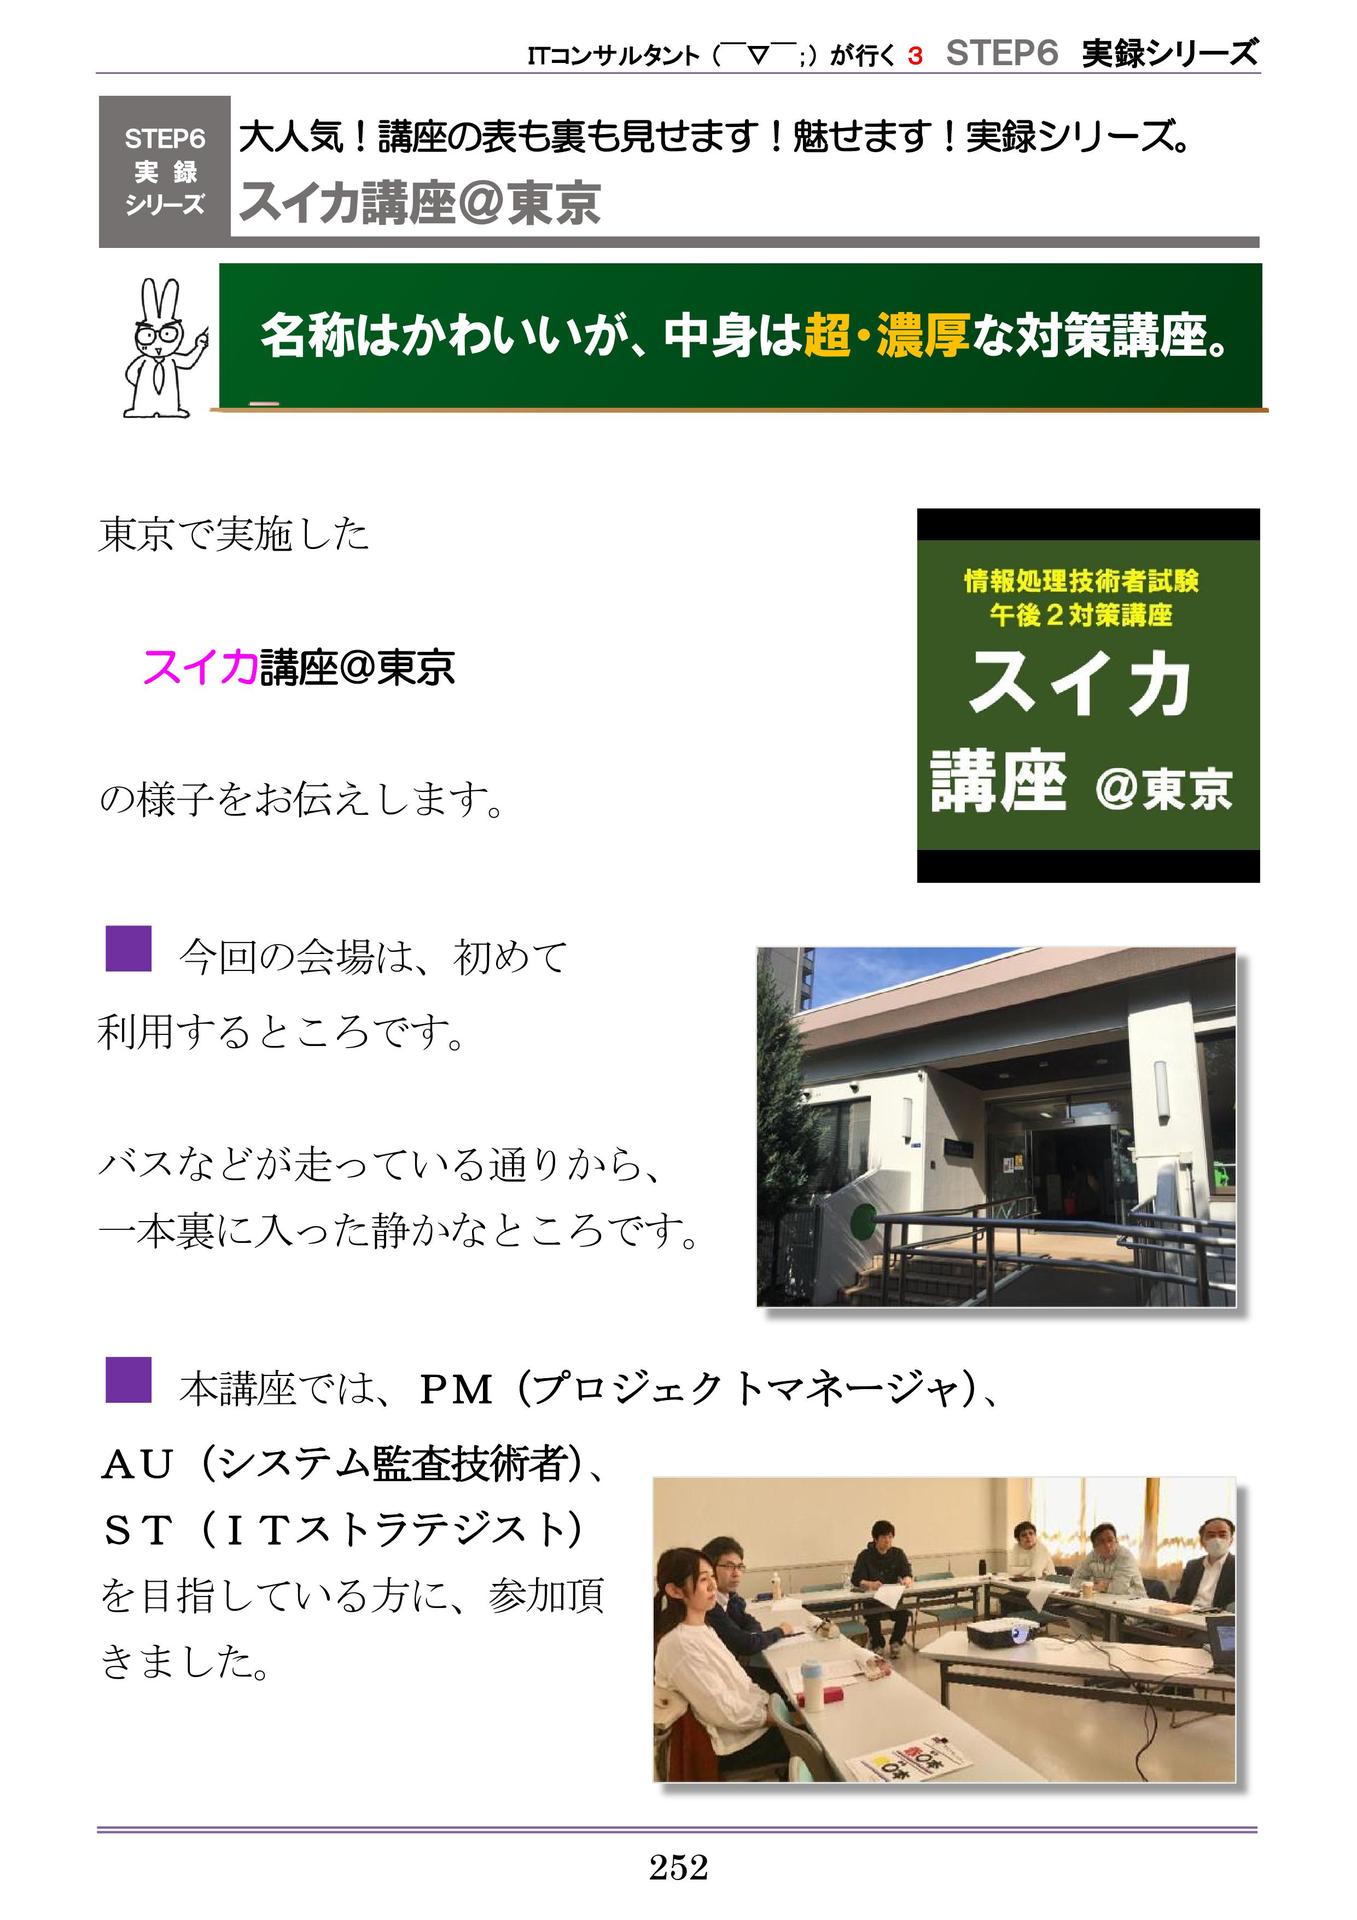 ITコンサルタント（￣▽￣;）が行く 3 STEP6 実録シリーズ
STEP6
実 録
シリーズ
大人気！講座の表も裏も見せます！魅せます！実録シリーズ。
スイカ講座@東京
名称はかわいいが、中身は超・濃厚な対策講座。
東京で実施した
スイカ講座@東京
の様子をお伝えします。
情報処理技術者試験
午後２対策講座
スイカ
講座 @東京
■ 今回の会場は、初めて
利用するところです。
バスなどが走っている通りから、
一本裏に入った静かなところです。
■ 本講座では、ＰＭ（プロジェクトマネージャ）、
ＡＵ（システム監査技術者）、
ＳＴ（ＩＴストラテジスト）
を目指している方に、参加頂
きました。
252